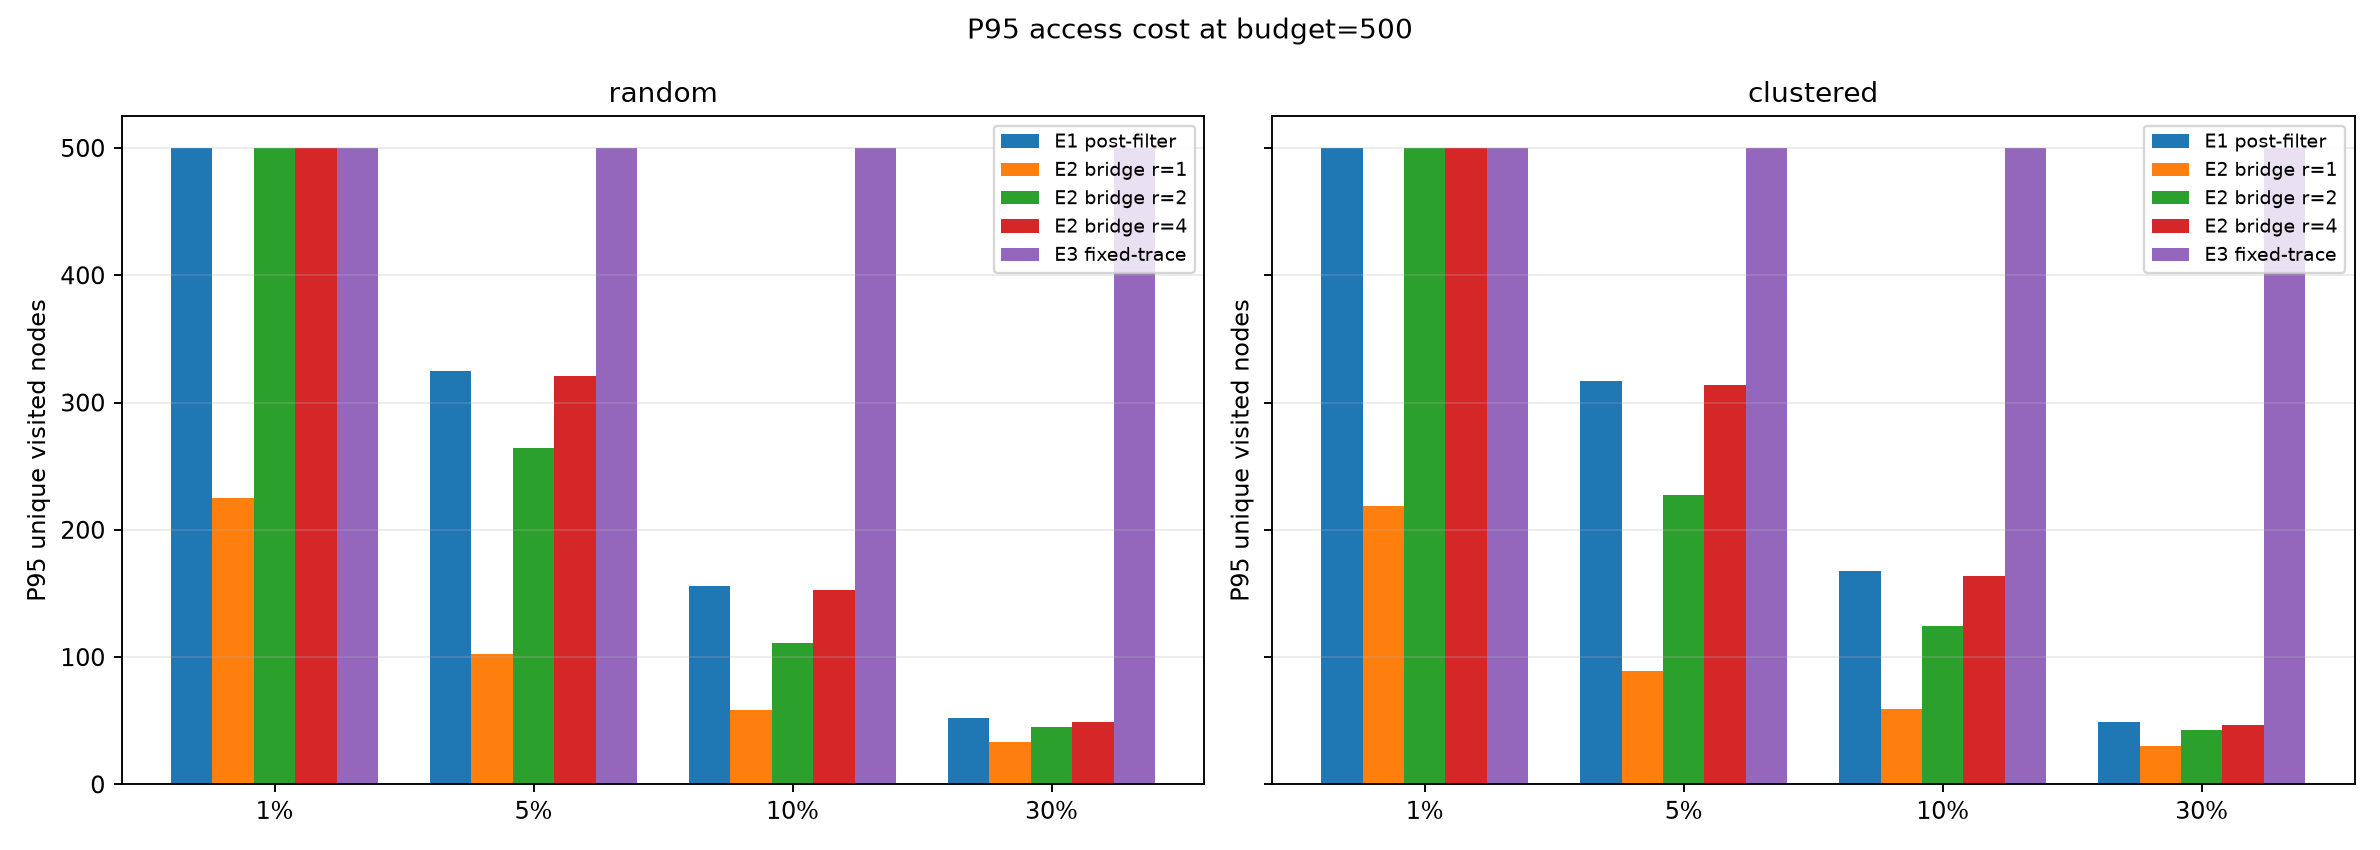 P95 access cost at budget=500
random
P95 unique visited nodes
500
400
300
200
100
0
1%
5%
10%
30%
E1 post-filter
E2 bridge r=1
E2 bridge r=2
E2 bridge r=4
E3 fixed-trace
clustered
P95 unique visited nodes
1%
5%
10%
30%
E1 post-filter
E2 bridge r=1
E2 bridge r=2
E2 bridge r=4
E3 fixed-trace